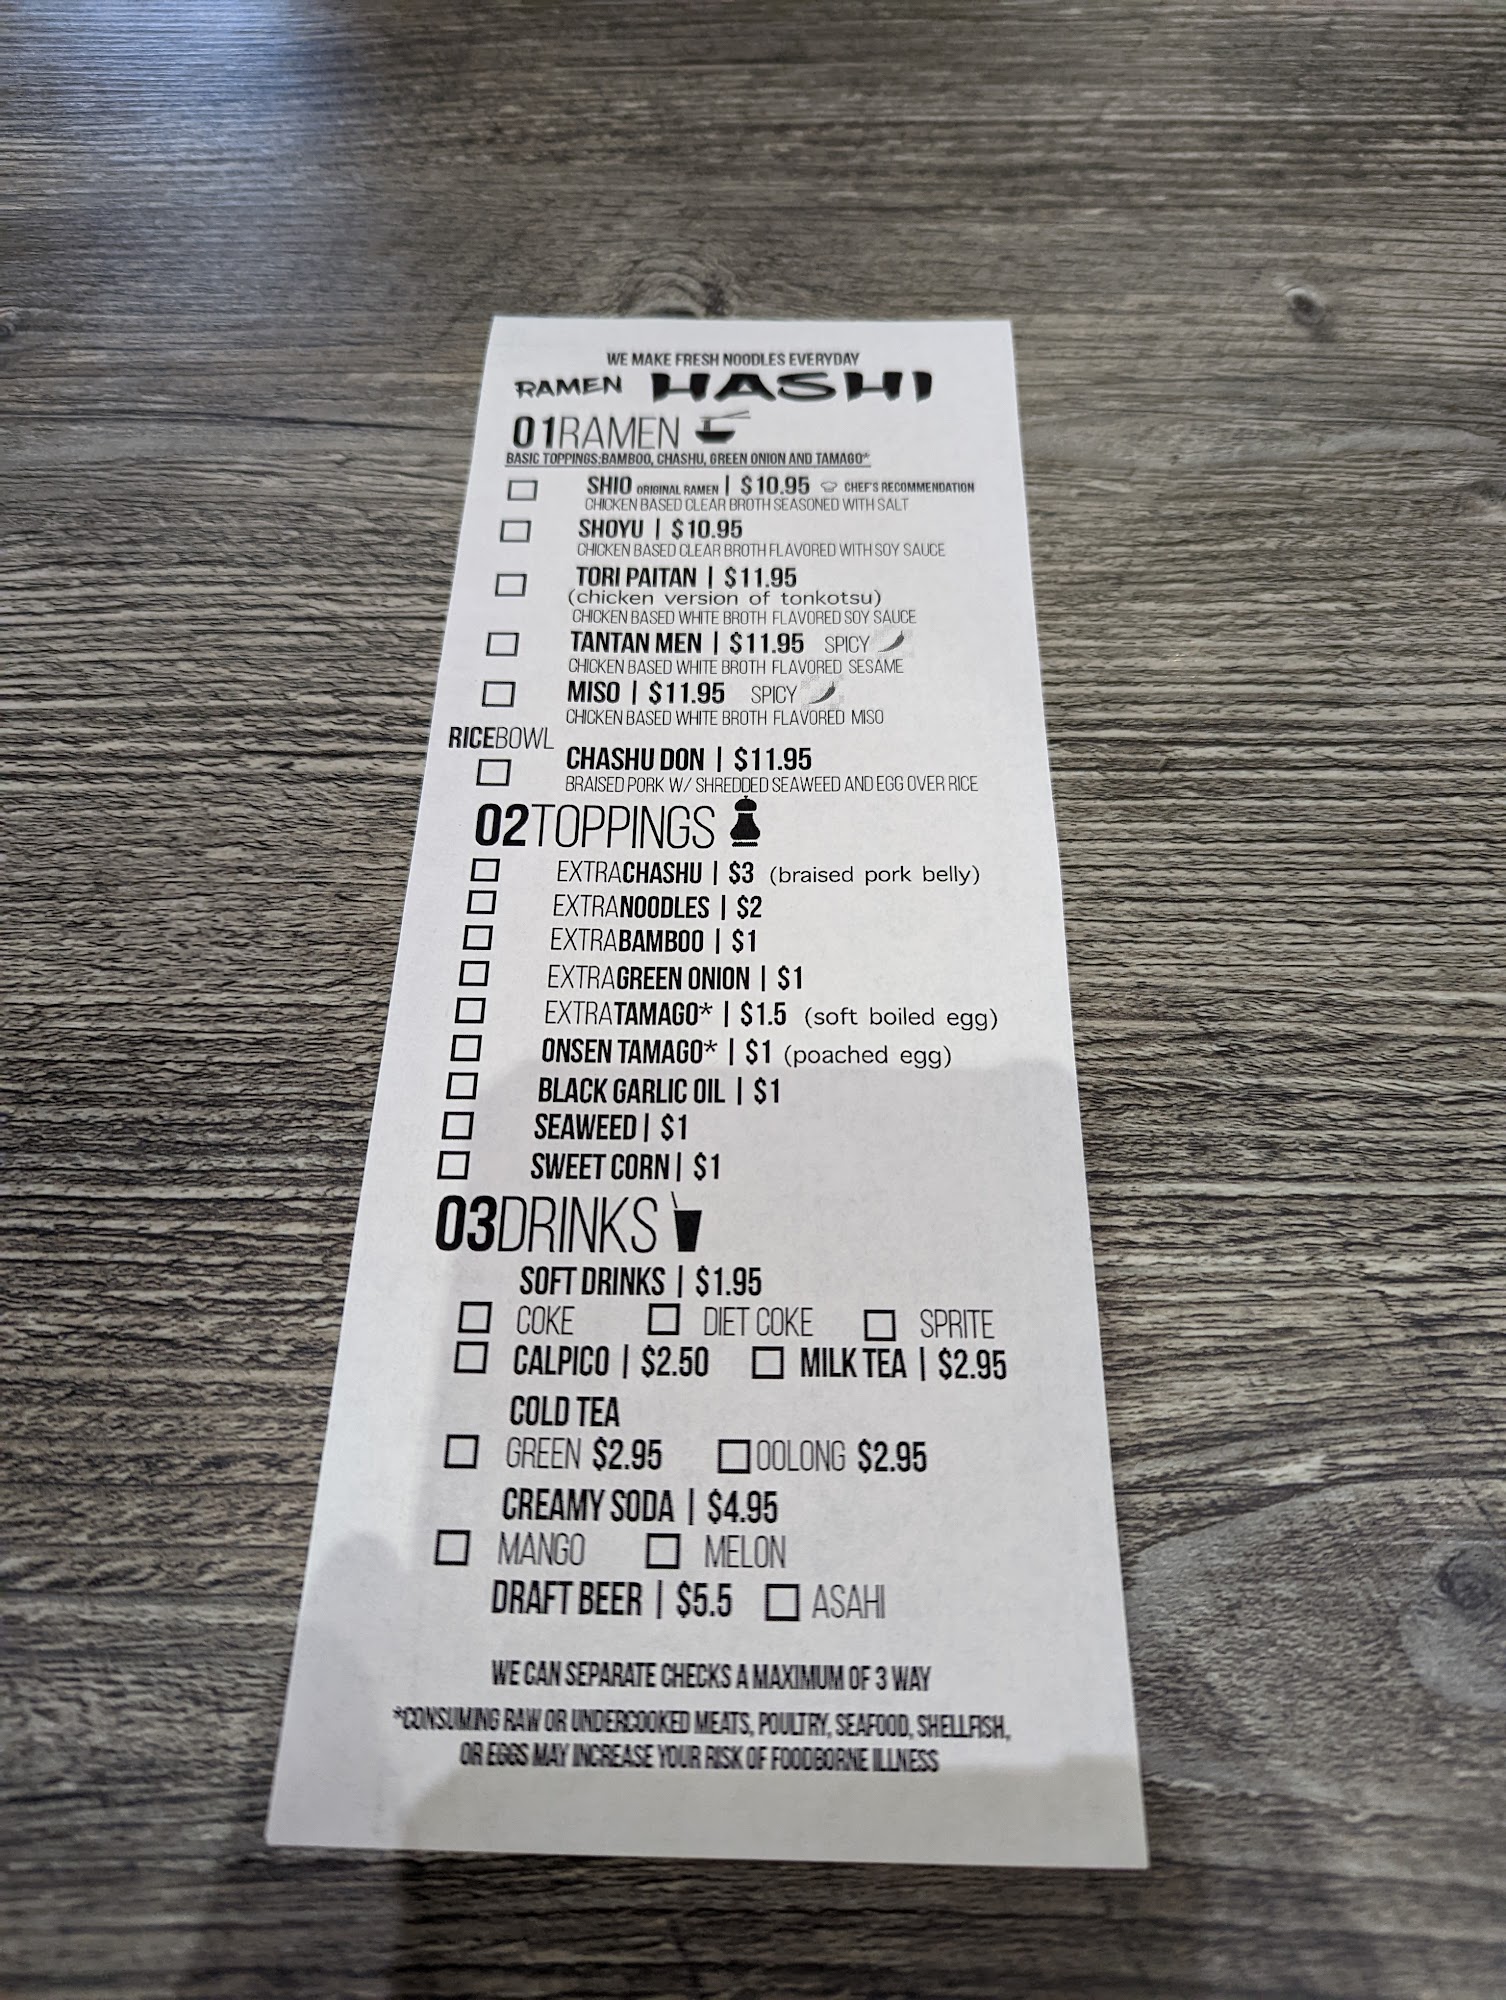 WE MAKE FRESH NOODLES EVERYDAY
RAMEN HASHI
01RAMEN
BASIC TOPPINGS:BAMBOO, CHASHU, GREEN ONION AND TAMAGO*
SHIO ORIGINAL RAMEN | $10.95 CHEF'S RECOMMENDATION
CHICKEN BASED CLEAR BROTH SEASONED WITH SALT
SHOYU | $10.95
CHICKEN BASED CLEAR BROTH FLAVORED WITH SOY SAUCE
TORI PAITAN | $11.95
(chicken version of tonkotsu)
CHICKEN BASED WHITE BROTH FLAVORED SOY SAUCE
TANTAN MEN | $11.95 SPICY
CHICKEN BASED WHITE BROTH FLAVORED SESAME
MISO | $11.95 SPICY
CHICKEN BASED WHITE BROTH FLAVORED MISO
RICEBOWL
CHASHU DON | $11.95
BRAISED PORK W/ SHREDDED SEAWEED AND EGG OVER RICE
02TOPPINGS
EXTRACHASHU | $3 (braised pork belly)
EXTRANOODLES | $2
EXTRABAMBOO | $1
EXTRAGREEN ONION | $1
EXTRATAMAGO* | $1.5 (soft boiled egg)
ONSEN TAMAGO* | $1 (poached egg)
BLACK GARLIC OIL | $1
SEAWEED | $1
SWEET CORN | $1
03DRINKS
SOFT DRINKS | $1.95
COKE DIET COKE SPRITE
CALPICO | $2.50 MILK TEA | $2.95
COLD TEA
GREEN $2.95 OOLONG $2.95
CREAMY SODA | $4.95
MANGO MELON
DRAFT BEER | $5.5 ASAHI
WE CAN SEPARATE CHECKS A MAXIMUM OF 3 WAY
*CONSUMING RAW OR UNDERCOOKED MEATS, POULTRY, SEAFOOD, SHELLFISH,
OR EGGS MAY INCREASE YOUR RISK OF FOODBORNE ILLNESS